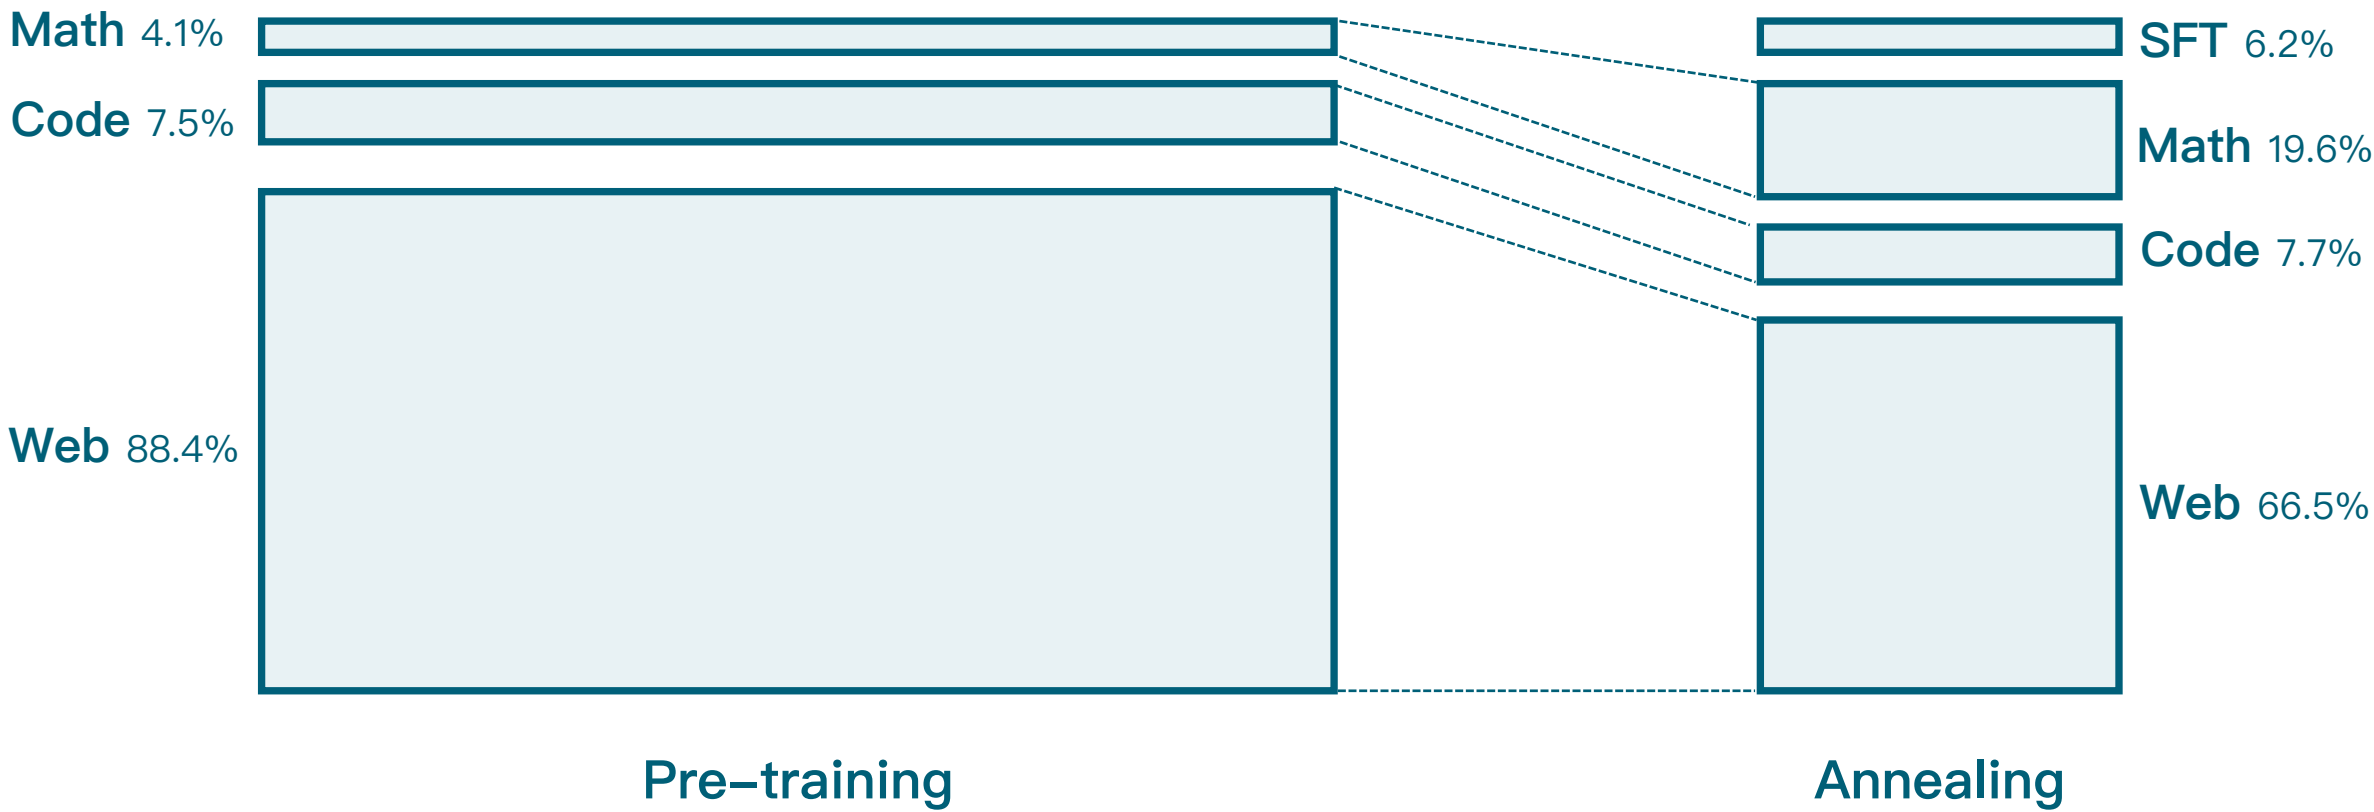 Math 4.1%
Code 7.5%
Web 88.4%
SFT 6.2%
Math 19.6%
Code 7.7%
Web 66.5%
Pre-training
Annealing